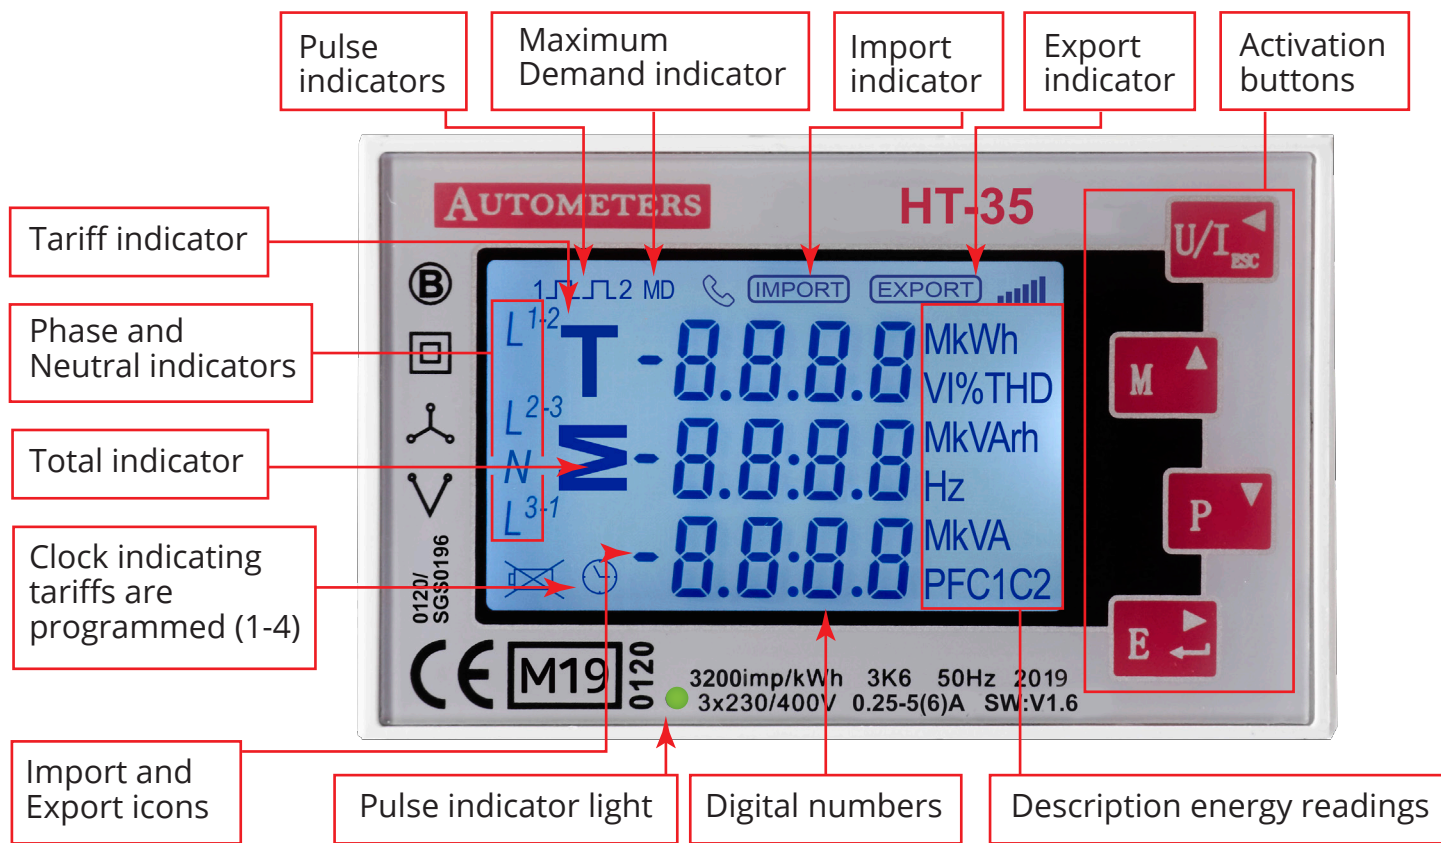 Pulse
indicators
Maximum
Demand indicator
Import
indicator
Export
indicator
Activation
buttons
Tariff indicator
Phase and
Neutral indicators
Total indicator
Clock indicating
tariffs are
programmed (1-4)
Import and
Export icons
Pulse indicator light
Digital numbers
Description energy readings
AUTOMETERS
HT-35
U/I ESC
M
P
E
B
1 2 MD IMPORT EXPORT
L1-2
T
-8.8.8.8
MkWh
VI%THD
L2-3
N
M
-8.8:8.8
MkVArh
Hz
L3-1
-8.8:8.8
MkVA
PFC1C2
0120/
SGS0196
CE M19 0120
3200imp/kWh 3K6 50Hz 2019
3x230/400V 0.25-5(6)A SW:V1.6